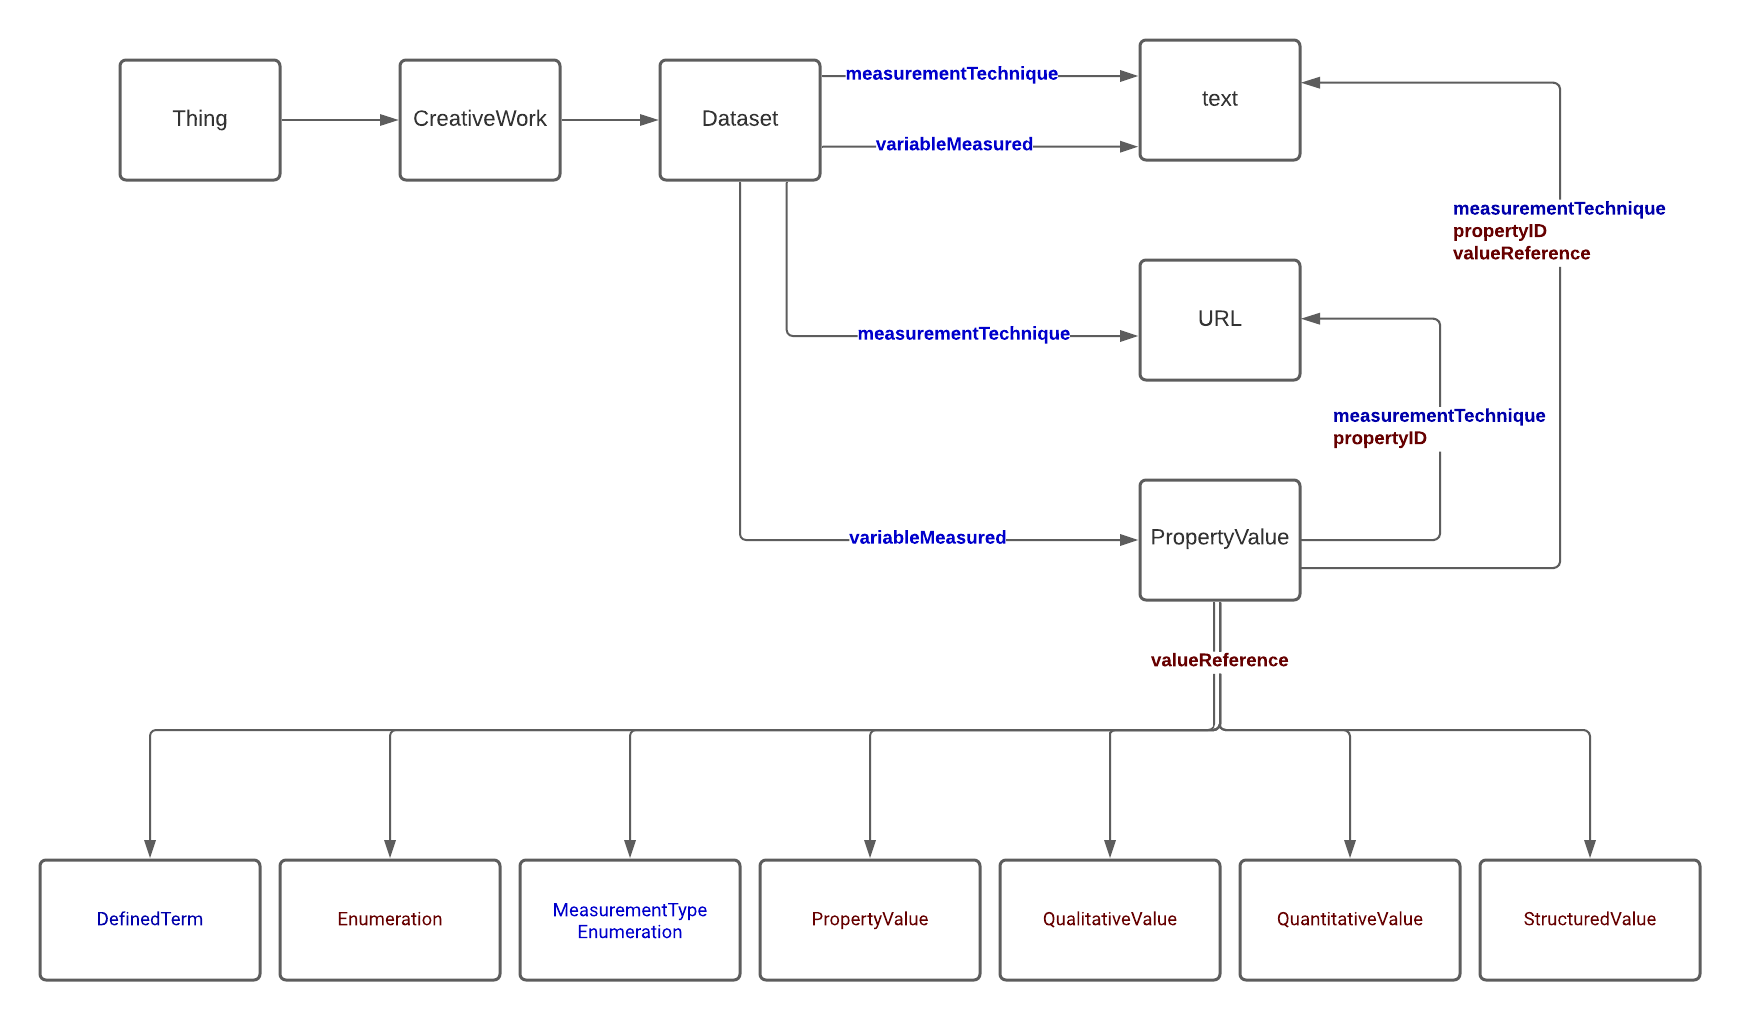 Thing
CreativeWork
Dataset
measurementTechnique
variableMeasured
text
measurementTechnique
propertyID
valueReference
measurementTechnique
URL
measurementTechnique
propertyID
variableMeasured
PropertyValue
valueReference
DefinedTerm
Enumeration
MeasurementType
Enumeration
PropertyValue
QualitativeValue
QuantitativeValue
StructuredValue